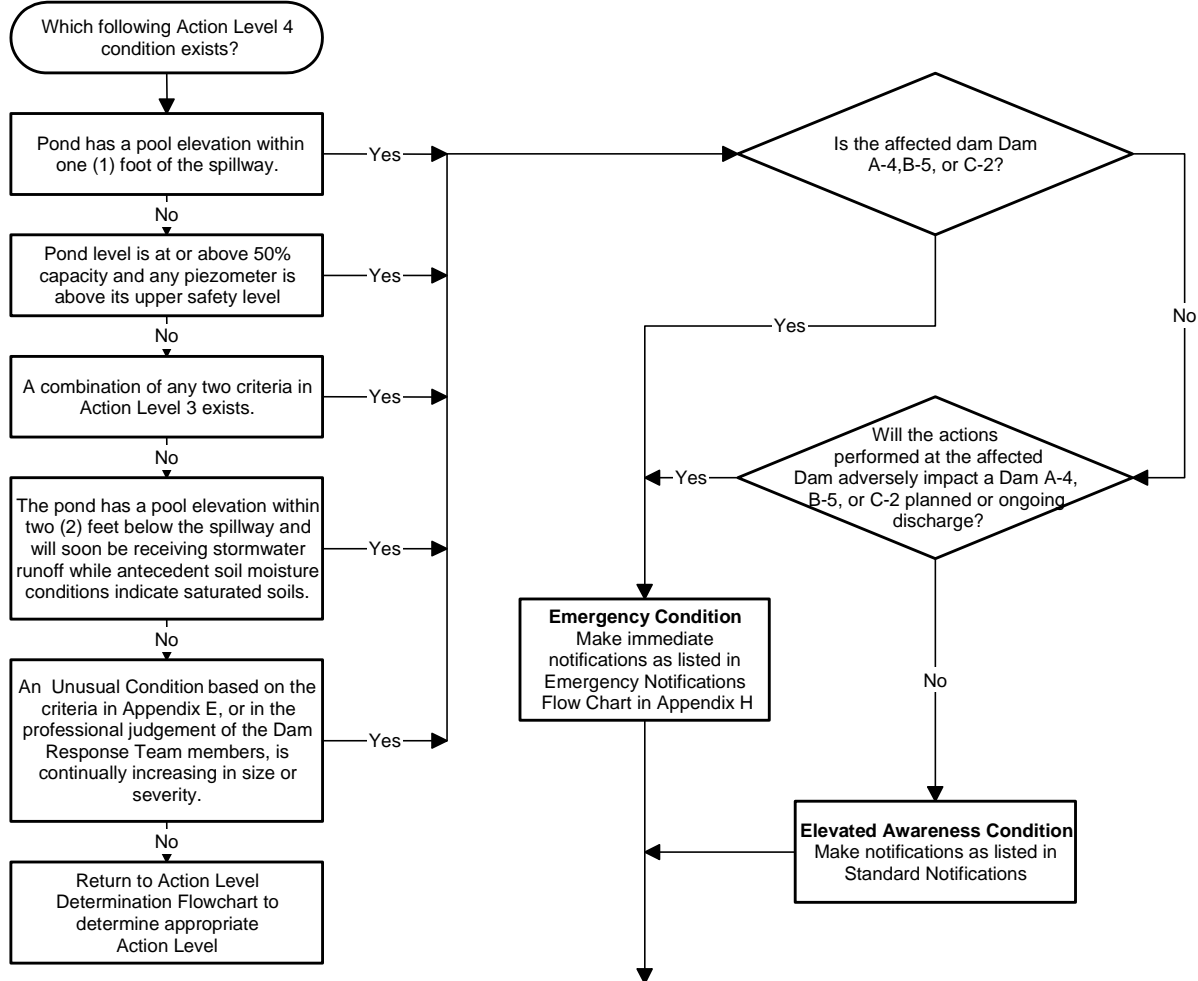 Which following Action Level 4
condition exists?
Pond has a pool elevation within
one (1) foot of the spillway.
Yes
No
Pond level is at or above 50%
capacity and any piezometer is
above its upper safety level
Yes
No
A combination of any two criteria in
Action Level 3 exists.
Yes
No
The pond has a pool elevation within
two (2) feet below the spillway and
will soon be receiving stormwater
runoff while antecedent soil moisture
conditions indicate saturated soils.
Yes
No
An Unusual Condition based on the
criteria in Appendix E, or in the
professional judgement of the Dam
Response Team members, is
continually increasing in size or
severity.
Yes
No
Return to Action Level
Determination Flowchart to
determine appropriate
Action Level
Is the affected dam Dam
A-4,B-5, or C-2?
Yes
No
Will the actions
performed at the affected
Dam adversely impact a Dam A-4,
B-5, or C-2 planned or ongoing
discharge?
Yes
No
Emergency Condition
Make immediate
notifications as listed in
Emergency Notifications
Flow Chart in Appendix H
Elevated Awareness Condition
Make notifications as listed in
Standard Notifications